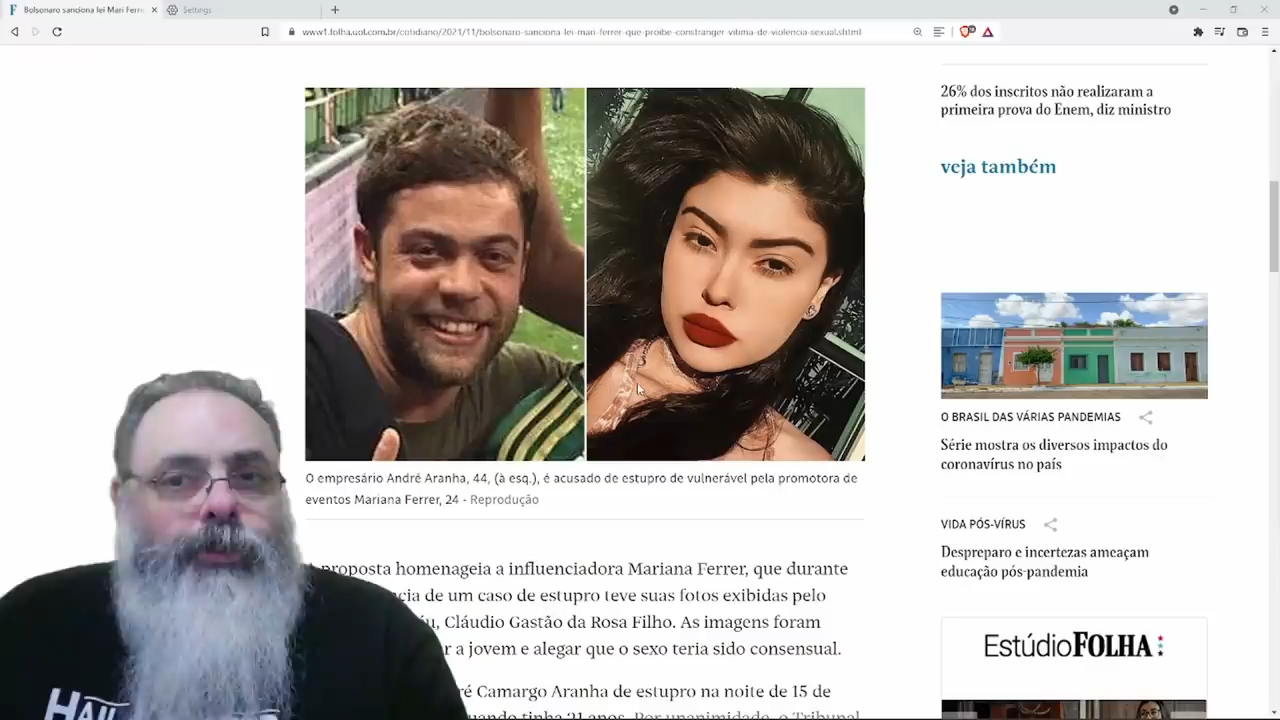 Bolsonaro sanciona lei Mari Ferre
Settings
www1.folha.uol.com.br/cotidiano/2021/11/bolsonaro-sanciona-lei-mari-ferrer-que-proibe-constranger-vitima-de-violencia-sexual.shtml
26% dos inscritos não realizaram a
primeira prova do Enem, diz ministro
veja também
O BRASIL DAS VÁRIAS PANDEMIAS
Série mostra os diversos impactos do
coronavírus no país
VIDA PÓS-VÍRUS
Despreparo e incertezas ameaçam
educação pós-pandemia
Estúdio FOLHA
O empresário André Aranha, 44, (à esq.), é acusado de estupro de vulnerável pela promotora de
eventos Mariana Ferrer, 24 - Reprodução
proposta homenageia a influenciadora Mariana Ferrer, que durante
cia de um caso de estupro teve suas fotos exibidas pelo
Cláudio Gastão da Rosa Filho. As imagens foram
r a jovem e alegar que o sexo teria sido consensual.
ré Camargo Aranha de estupro na noite de 15 de
uando tinha 21 anos. Por unanimidade, o Tribunal
HAIL